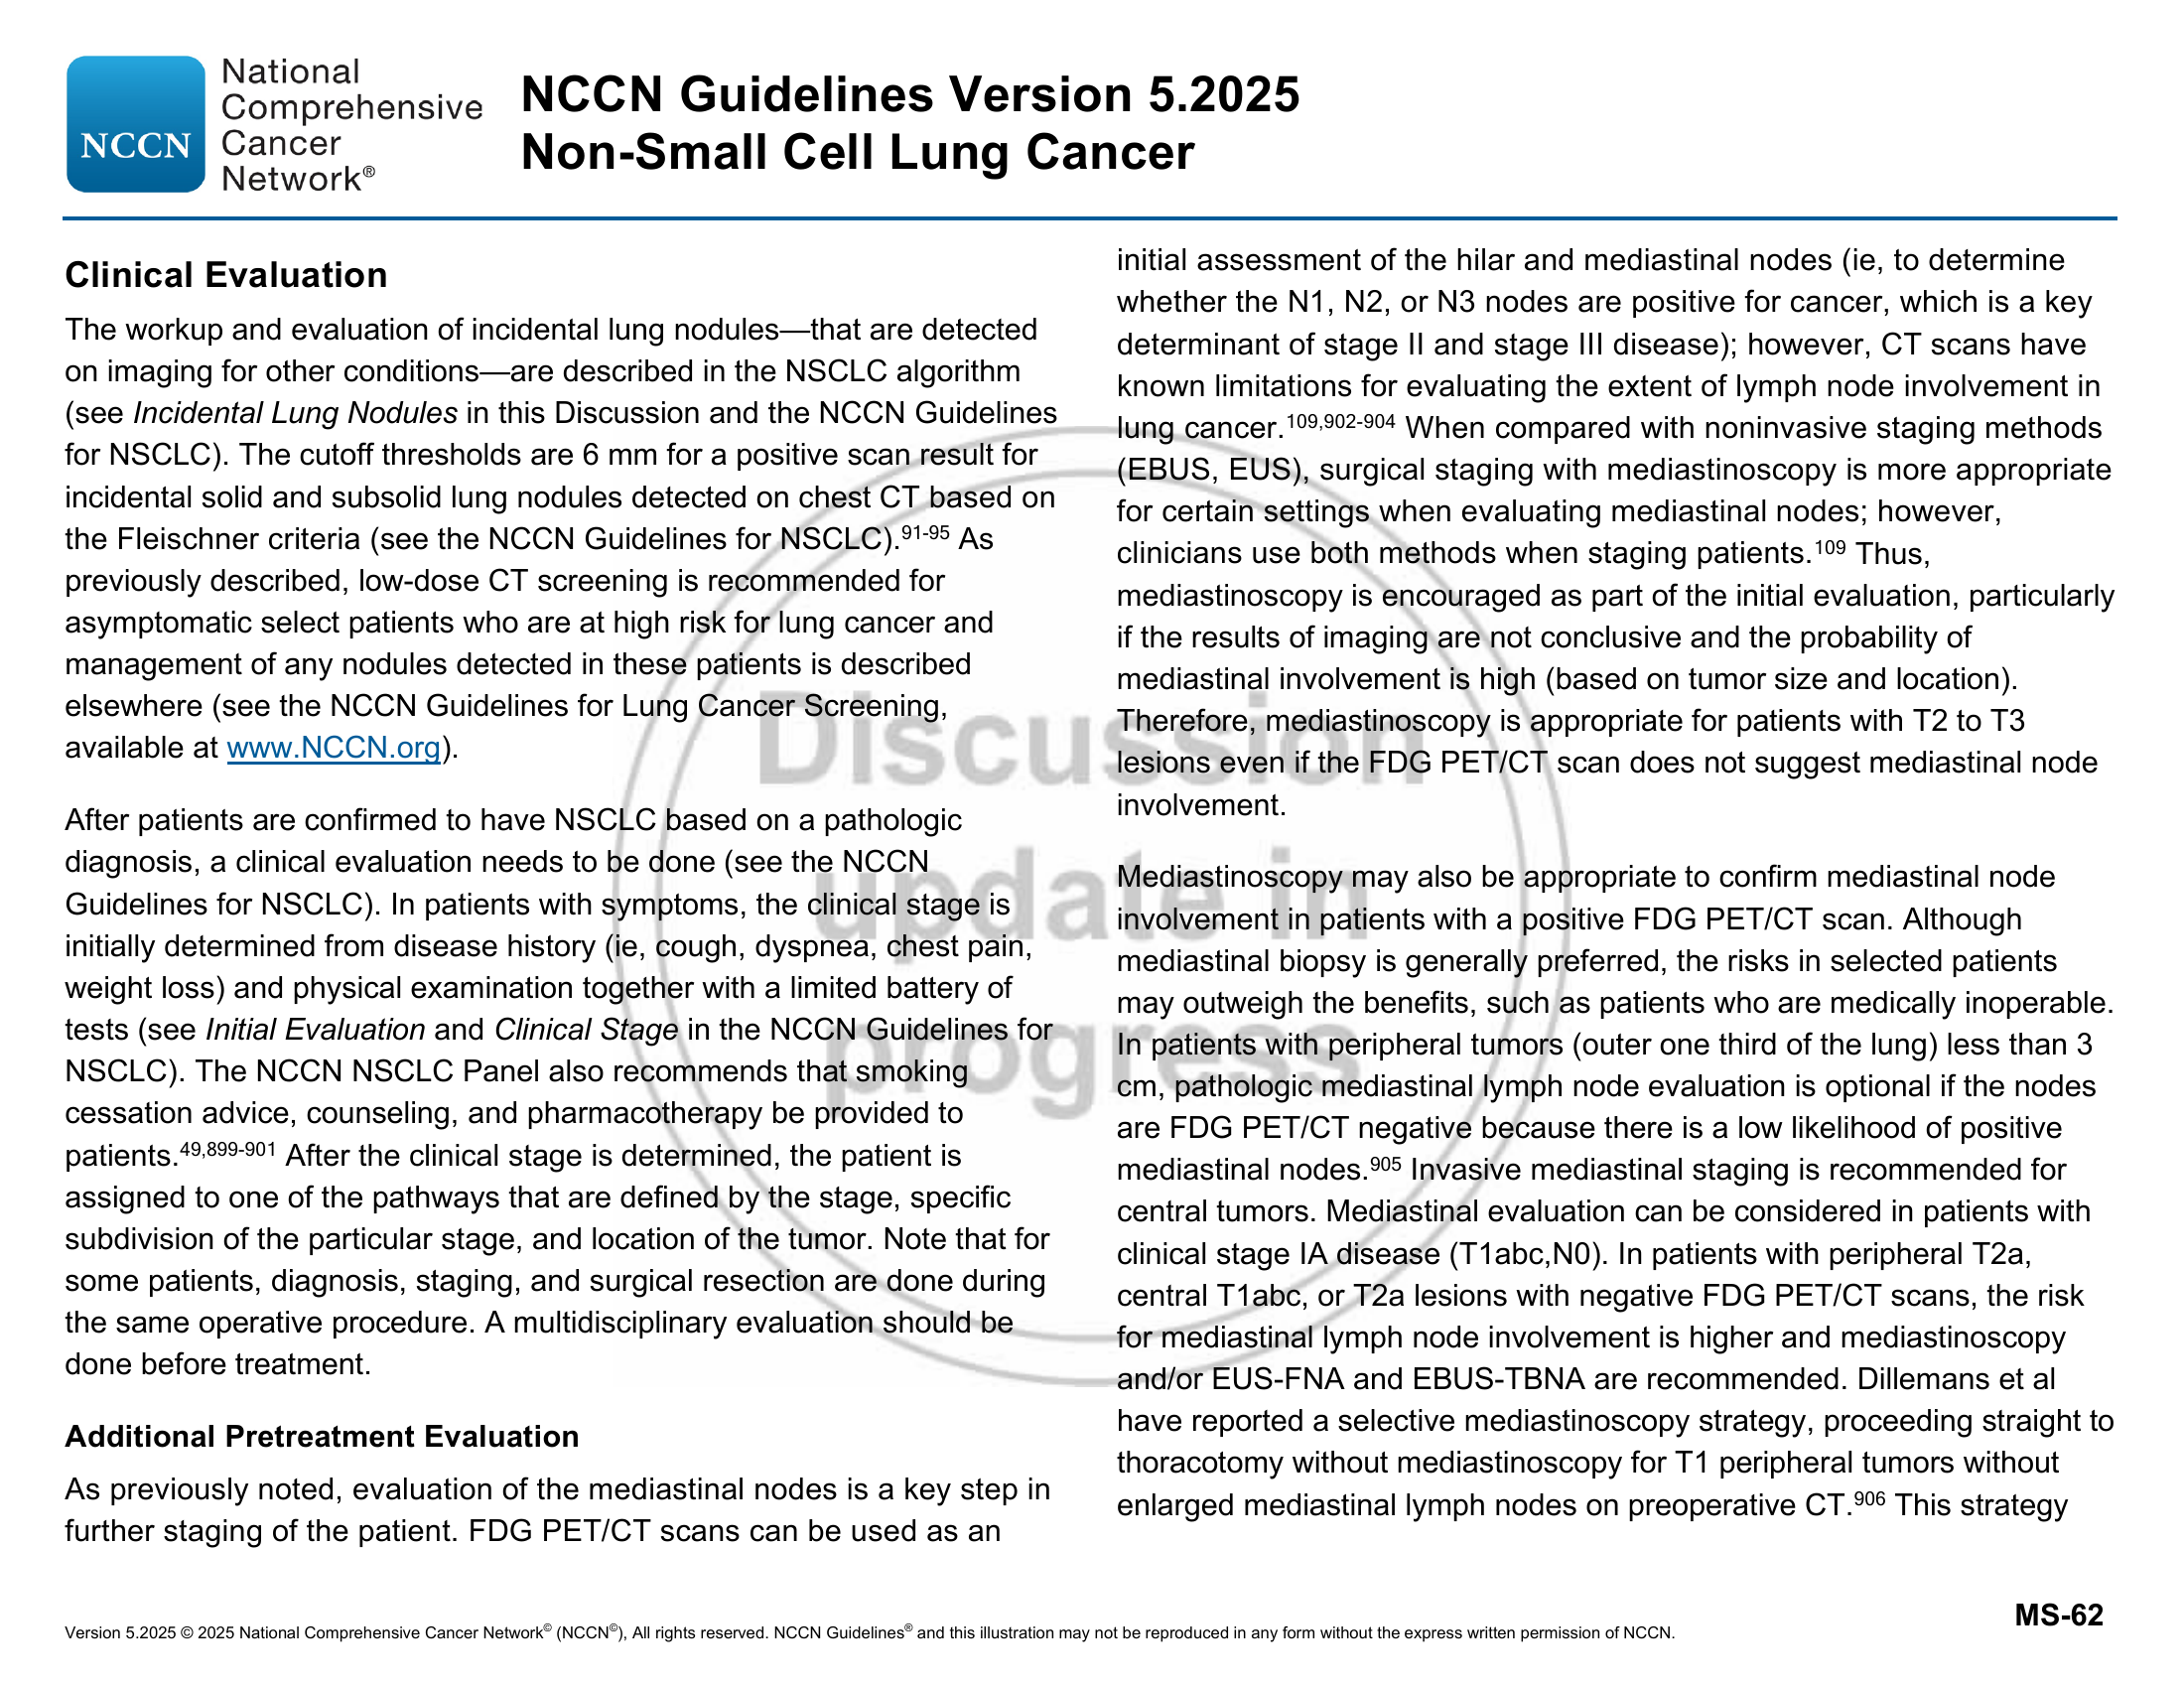 NCCN
National
Comprehensive
Cancer
Network®
NCCN Guidelines Version 5.2025
Non-Small Cell Lung Cancer
Clinical Evaluation
The workup and evaluation of incidental lung nodules—that are detected
on imaging for other conditions—are described in the NSCLC algorithm
(see Incidental Lung Nodules in this Discussion and the NCCN Guidelines
for NSCLC). The cutoff thresholds are 6 mm for a positive scan result for
incidental solid and subsolid lung nodules detected on chest CT based on
the Fleischner criteria (see the NCCN Guidelines for NSCLC).91-95 As
previously described, low-dose CT screening is recommended for
asymptomatic select patients who are at high risk for lung cancer and
management of any nodules detected in these patients is described
elsewhere (see the NCCN Guidelines for Lung Cancer Screening,
available at www.NCCN.org).
After patients are confirmed to have NSCLC based on a pathologic
diagnosis, a clinical evaluation needs to be done (see the NCCN
Guidelines for NSCLC). In patients with symptoms, the clinical stage is
initially determined from disease history (ie, cough, dyspnea, chest pain,
weight loss) and physical examination together with a limited battery of
tests (see Initial Evaluation and Clinical Stage in the NCCN Guidelines for
NSCLC). The NCCN NSCLC Panel also recommends that smoking
cessation advice, counseling, and pharmacotherapy be provided to
patients.49,899-901 After the clinical stage is determined, the patient is
assigned to one of the pathways that are defined by the stage, specific
subdivision of the particular stage, and location of the tumor. Note that for
some patients, diagnosis, staging, and surgical resection are done during
the same operative procedure. A multidisciplinary evaluation should be
done before treatment.
Additional Pretreatment Evaluation
As previously noted, evaluation of the mediastinal nodes is a key step in
further staging of the patient. FDG PET/CT scans can be used as an
initial assessment of the hilar and mediastinal nodes (ie, to determine
whether the N1, N2, or N3 nodes are positive for cancer, which is a key
determinant of stage II and stage III disease); however, CT scans have
known limitations for evaluating the extent of lymph node involvement in
lung cancer.109,902-904 When compared with noninvasive staging methods
(EBUS, EUS), surgical staging with mediastinoscopy is more appropriate
for certain settings when evaluating mediastinal nodes; however,
clinicians use both methods when staging patients.109 Thus,
mediastinoscopy is encouraged as part of the initial evaluation, particularly
if the results of imaging are not conclusive and the probability of
mediastinal involvement is high (based on tumor size and location).
Therefore, mediastinoscopy is appropriate for patients with T2 to T3
lesions even if the FDG PET/CT scan does not suggest mediastinal node
involvement.
Mediastinoscopy may also be appropriate to confirm mediastinal node
involvement in patients with a positive FDG PET/CT scan. Although
mediastinal biopsy is generally preferred, the risks in selected patients
may outweigh the benefits, such as patients who are medically inoperable.
In patients with peripheral tumors (outer one third of the lung) less than 3
cm, pathologic mediastinal lymph node evaluation is optional if the nodes
are FDG PET/CT negative because there is a low likelihood of positive
mediastinal nodes.905 Invasive mediastinal staging is recommended for
central tumors. Mediastinal evaluation can be considered in patients with
clinical stage IA disease (T1abc,N0). In patients with peripheral T2a,
central T1abc, or T2a lesions with negative FDG PET/CT scans, the risk
for mediastinal lymph node involvement is higher and mediastinoscopy
and/or EUS-FNA and EBUS-TBNA are recommended. Dillemans et al
have reported a selective mediastinoscopy strategy, proceeding straight to
thoracotomy without mediastinoscopy for T1 peripheral tumors without
enlarged mediastinal lymph nodes on preoperative CT.906 This strategy
Discussion
update in
progress
MS-62
Version 5.2025 © 2025 National Comprehensive Cancer Network© (NCCN©), All rights reserved. NCCN Guidelines® and this illustration may not be reproduced in any form without the express written permission of NCCN.